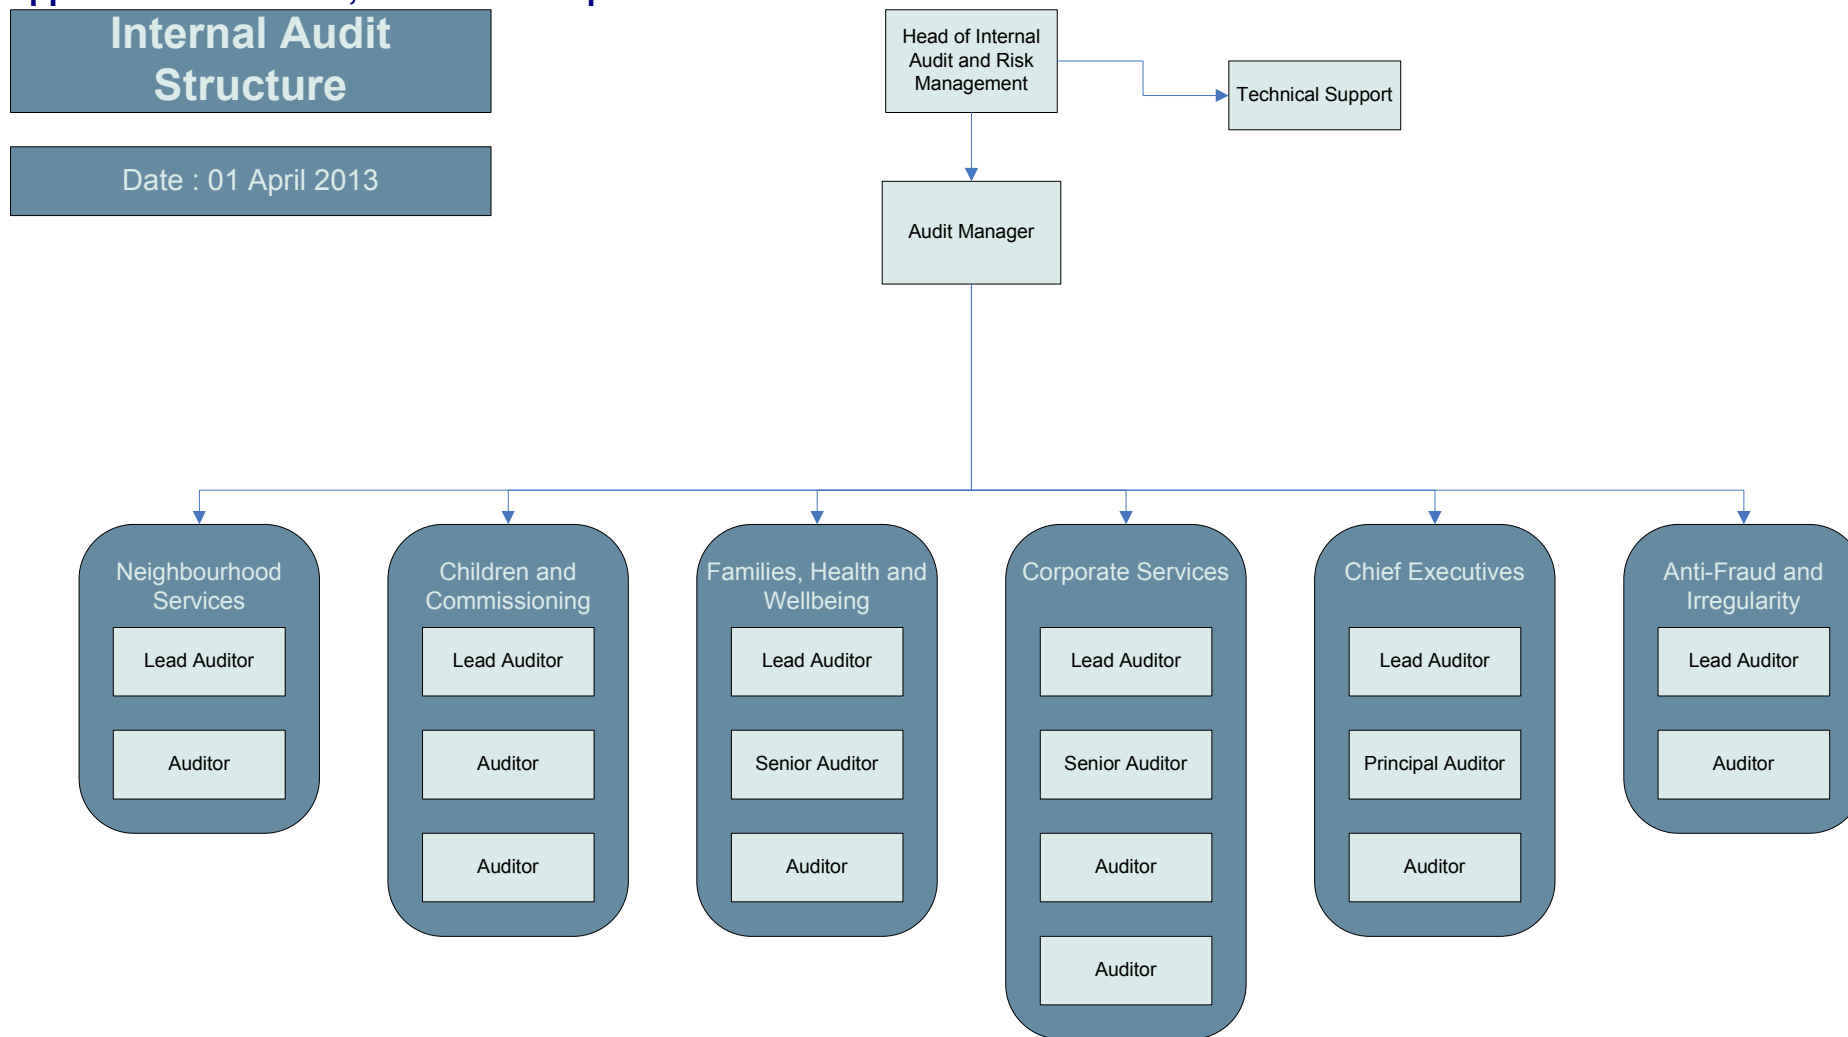 Internal Audit
Structure
Date : 01 April 2013
Head of Internal
Audit and Risk
Management
Technical Support
Audit Manager
Neighbourhood
Services
Lead Auditor
Auditor
Children and
Commissioning
Lead Auditor
Auditor
Auditor
Families, Health and
Wellbeing
Lead Auditor
Senior Auditor
Auditor
Corporate Services
Lead Auditor
Senior Auditor
Auditor
Auditor
Chief Executives
Lead Auditor
Principal Auditor
Auditor
Anti-Fraud and
Irregularity
Lead Auditor
Auditor